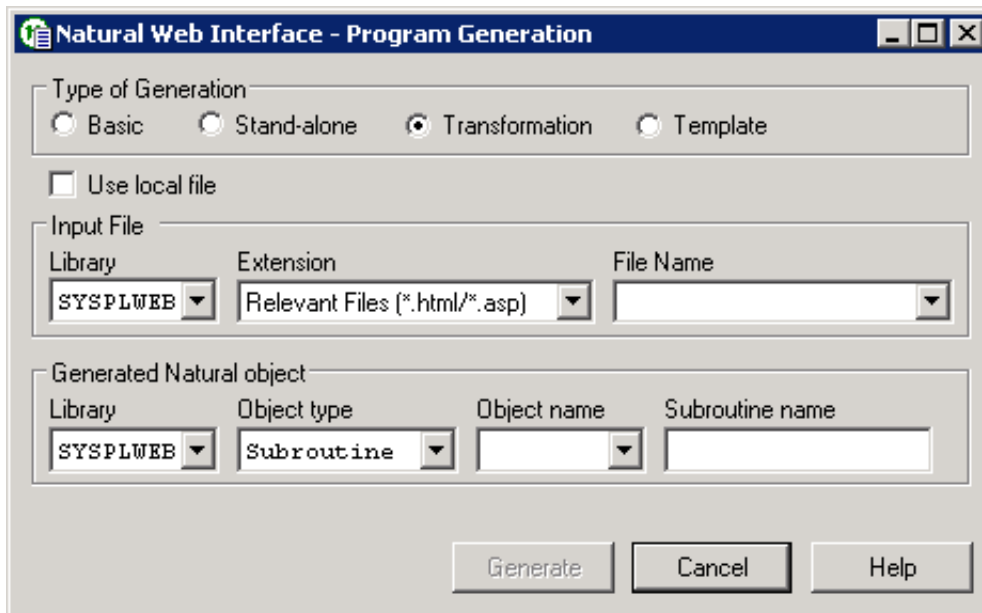 Natural Web Interface - Program Generation
Type of Generation
Basic Stand-alone Transformation Template
Use local file
Input File
Library Extension File Name
SYSPLWEB Relevant Files (*.html/*.asp)
Generated Natural object
Library Object type Object name Subroutine name
SYSPLWEB Subroutine
Generate Cancel Help